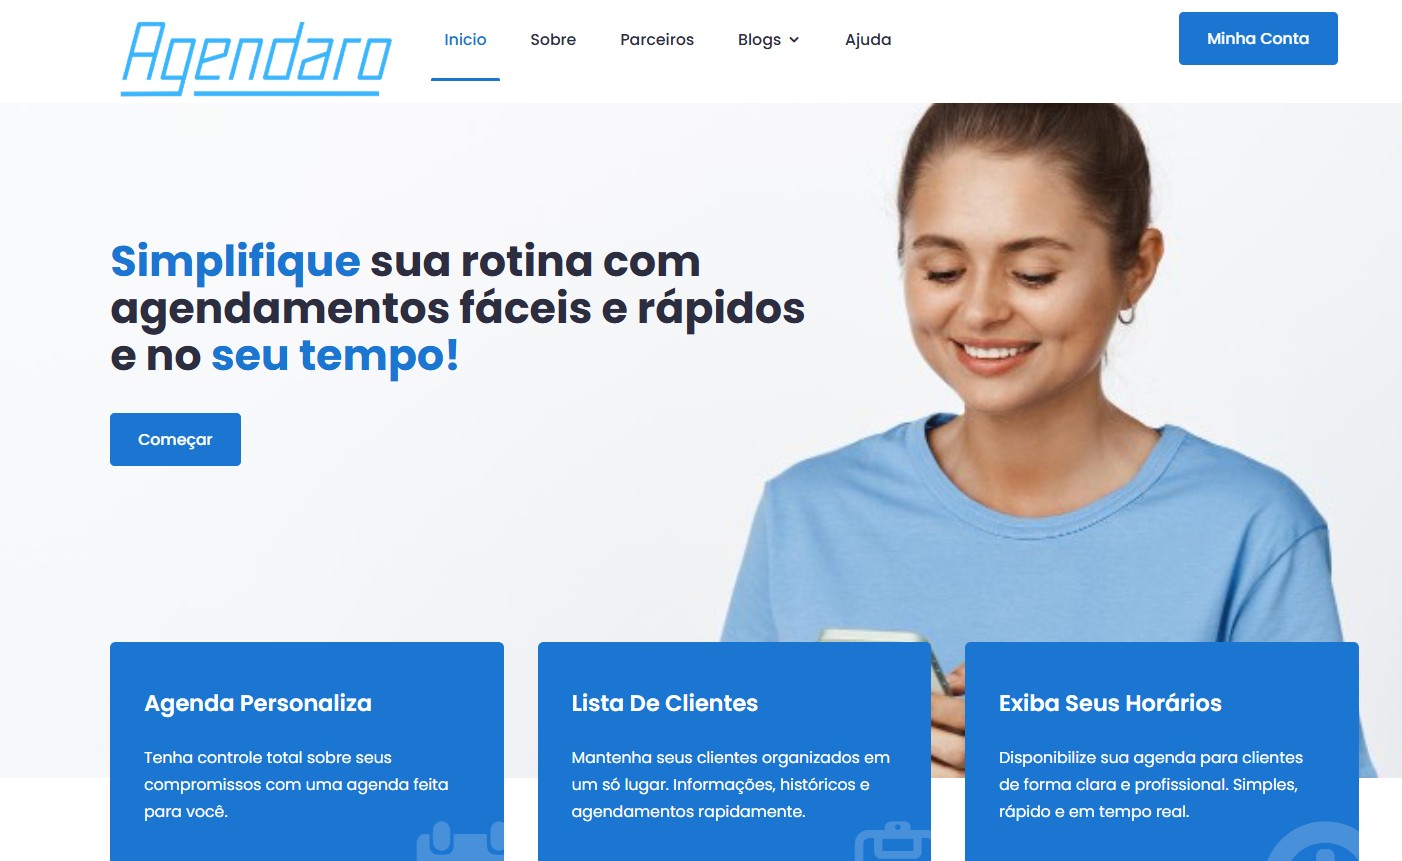 Agendaro
Inicio
Sobre
Parceiros
Blogs
Ajuda
Minha Conta
Simplifique sua rotina com
agendamentos fáceis e rápidos
e no seu tempo!
Começar
Agenda Personaliza
Tenha controle total sobre seus
compromissos com uma agenda feita
para você.
Lista De Clientes
Mantenha seus clientes organizados em
um só lugar. Informações, históricos e
agendamentos rapidamente.
Exiba Seus Horários
Disponibilize sua agenda para clientes
de forma clara e profissional. Simples,
rápido e em tempo real.